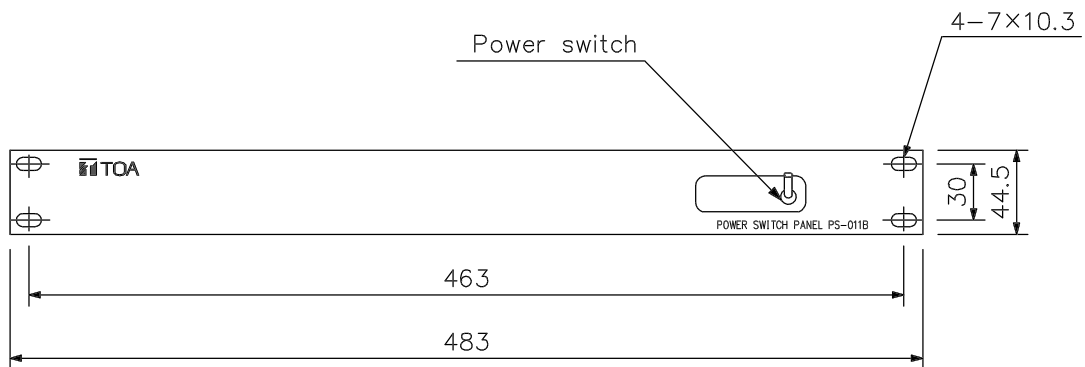 4-7×10.3
Power switch
TOA
30
44.5
POWER SWITCH PANEL PS-011B
463
483